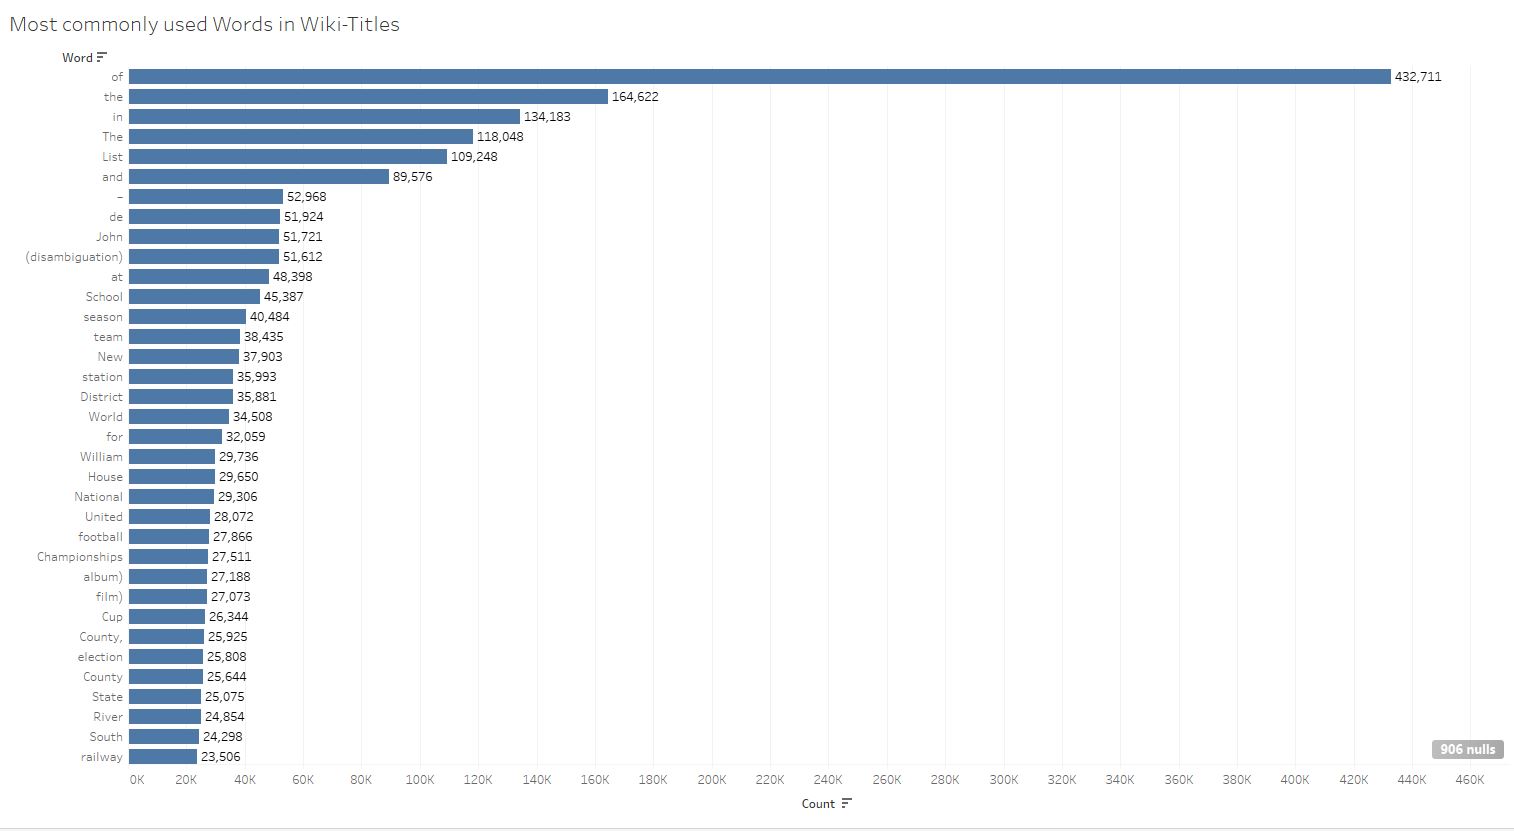 Most commonly used Words in Wiki-Titles
Word
of 432,711
the 164,622
in 134,183
The 118,048
List 109,248
and 89,576
– 52,968
de 51,924
John 51,721
(disambiguation) 51,612
at 48,398
School 45,387
season 40,484
team 38,435
New 37,903
station 35,993
District 35,881
World 34,508
for 32,059
William 29,736
House 29,650
National 29,306
United 28,072
football 27,866
Championships 27,511
album) 27,188
film) 27,073
Cup 26,344
County, 25,925
election 25,808
County 25,644
State 25,075
River 24,854
South 24,298
906 nulls
railway 23,506
0K 20K 40K 60K 80K 100K 120K 140K 160K 180K 200K 220K 240K 260K 280K 300K 320K 340K 360K 380K 400K 420K 440K 460K
Count